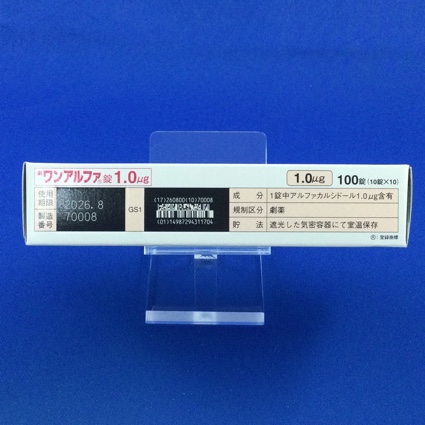 ワンアルファ®錠1.0μg
1.0μg 100錠(10錠×10)
使用期限 2026.8
製造番号 70008
GS1
(17)260800(10)70008
(01)14987294311704
成分 1錠中アルファカルシドール1.0μg含有
規制区分 劇薬
貯法 遮光した気密容器にて室温保存
®:登録商標